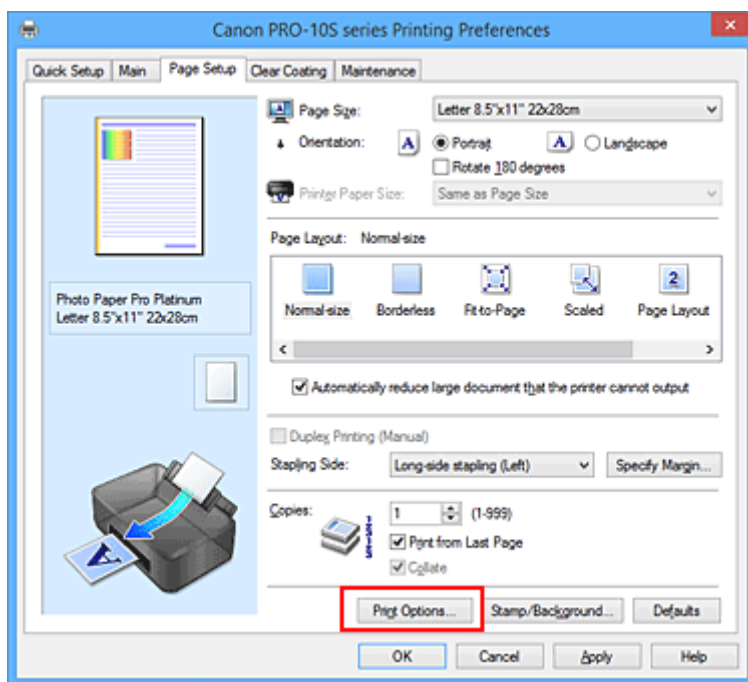 Canon PRO-10S series Printing Preferences
Quick Setup Main Page Setup Clear Coating Maintenance
Page Size: Letter 8.5"x11" 22x28cm
Orientation: A Portrait A Landscape
Rotate 180 degrees
Printer Paper Size: Same as Page Size
Page Layout: Normal-size
Normal-size Borderless Fit-to-Page Scaled 2 Page Layout
Photo Paper Pro Platinum
Letter 8.5"x11" 22x28cm
Automatically reduce large document that the printer cannot output
Duplex Printing (Manual)
Stapling Side: Long-side stapling (Left) Specify Margin...
Copies: 1 (1-999)
Print from Last Page
Collate
Print Options... Stamp/Background... Defaults
OK Cancel Apply Help